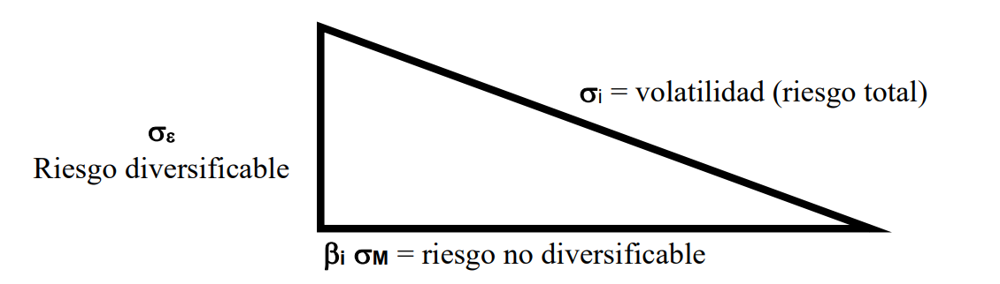 σi = volatilidad (riesgo total)
σε
Riesgo diversificable
βi σM = riesgo no diversificable